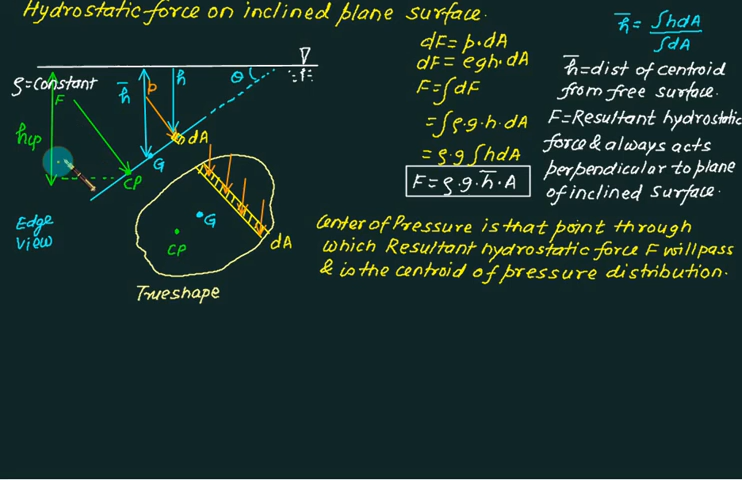 Hydrostatic force on inclined plane surface.
ρ=constant
F
h̄
p
h
θ
dA
hcp
G
CP
Edge
view
G
CP
dA
Trueshape
dF = p·dA
dF = ρgh·dA
F=∫dF
=∫ρ·g·h·dA
= ρ·g ∫hdA
F=ρ·g·h̄·A
h̄ = ∫hdA / ∫dA
h̄=dist of centroid
from free surface.
F=Resultant hydrostatic
force & always acts
perpendicular to plane
of inclined surface.
Center of Pressure is that point through
which Resultant hydrostatic force F will pass
& is the centroid of pressure distribution.